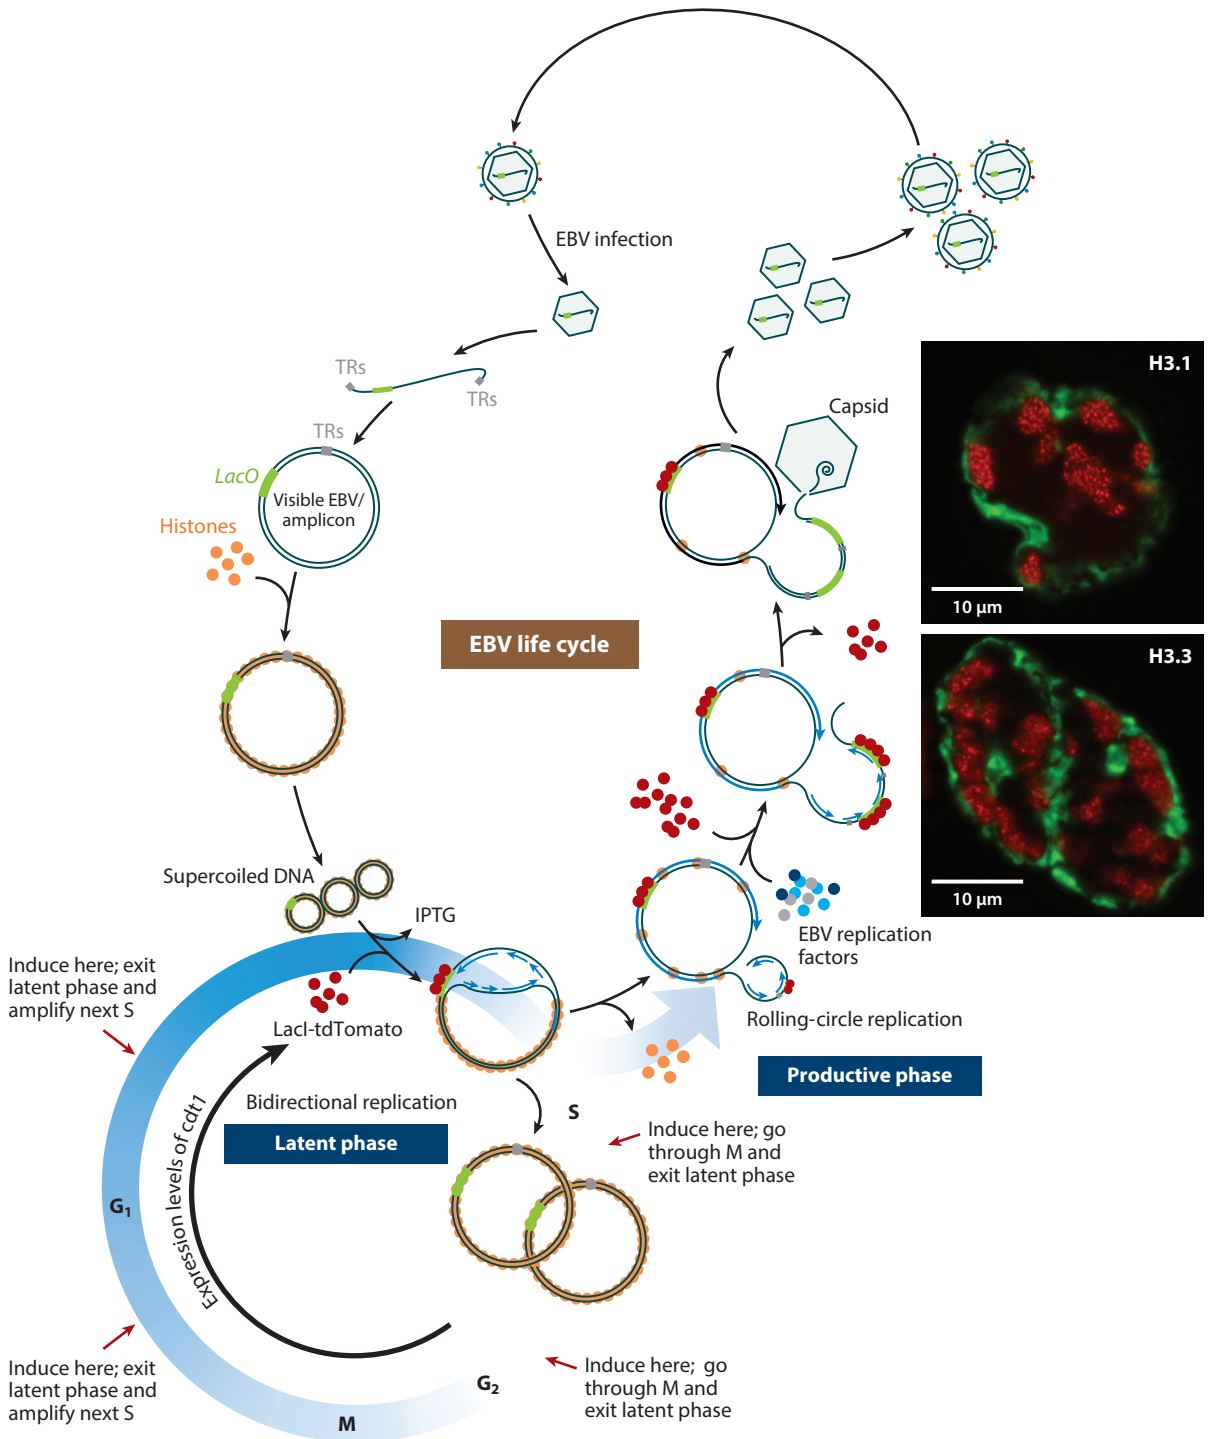 EBV infection
TRs
TRs
TRs
LacO
Visible EBV/
amplicon
Histones
Capsid
H3.1
10 μm
EBV life cycle
H3.3
10 μm
Supercoiled DNA
IPTG
EBV replication
factors
Induce here; exit
latent phase and
amplify next S
LacI-tdTomato
Rolling-circle replication
Productive phase
Bidirectional replication
Latent phase
S
Induce here; go
through M and
exit latent phase
G1
Expression levels of cdt1
Induce here; exit
latent phase and
amplify next S
G2
Induce here; go
through M and
exit latent phase
M